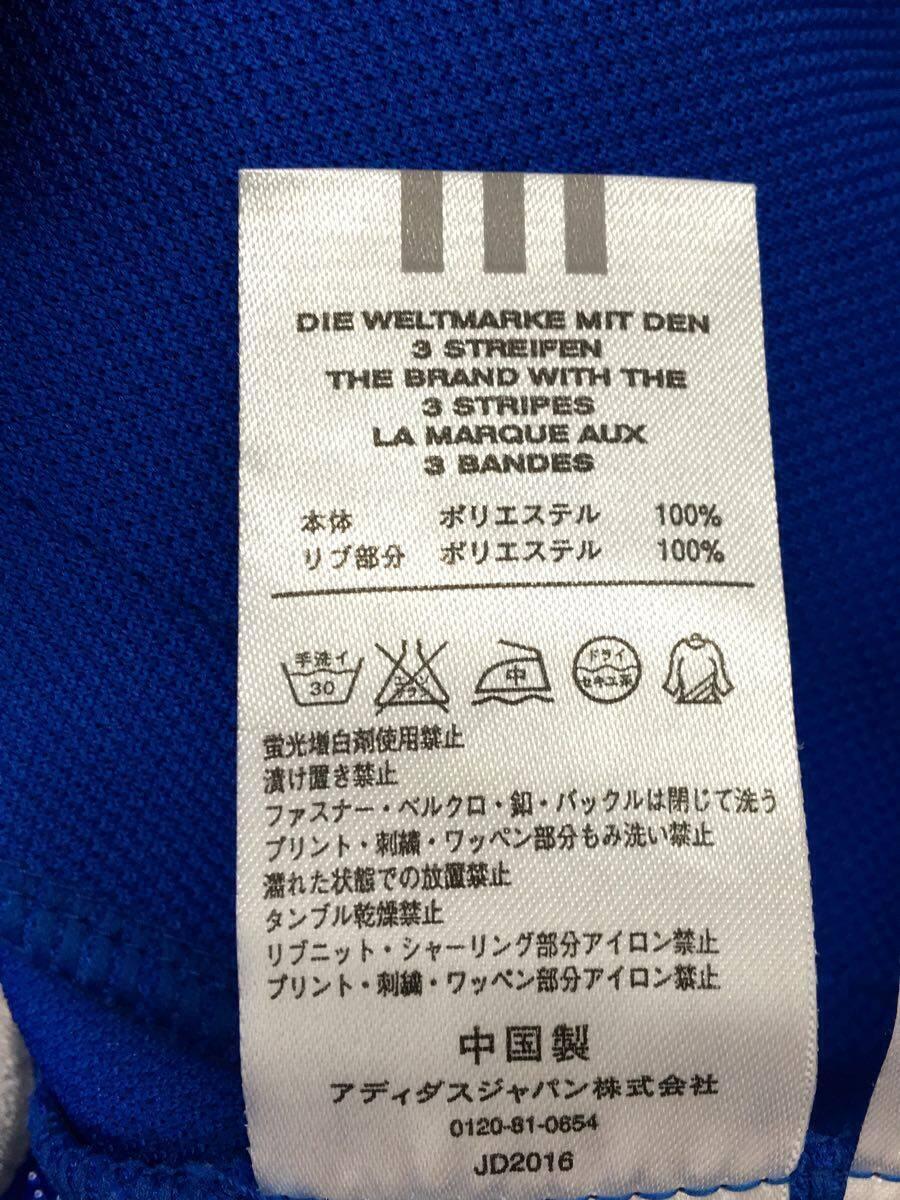 DIE WELTMARKE MIT DEN
3 STREIFEN
THE BRAND WITH THE
3 STRIPES
LA MARQUE AUX
3 BANDES
本体 ポリエステル 100%
リブ部分 ポリエステル 100%
手洗イ 30 エンソ サラシ 中 ドライ セキユ系
蛍光増白剤使用禁止
漬け置き禁止
ファスナー・ベルクロ・釦・バックルは閉じて洗う
プリント・刺繍・ワッペン部分もみ洗い禁止
濡れた状態での放置禁止
タンブル乾燥禁止
リブニット・シャーリング部分アイロン禁止
プリント・刺繍・ワッペン部分アイロン禁止
中国製
アディダスジャパン株式会社
0120-81-0654
JD2016